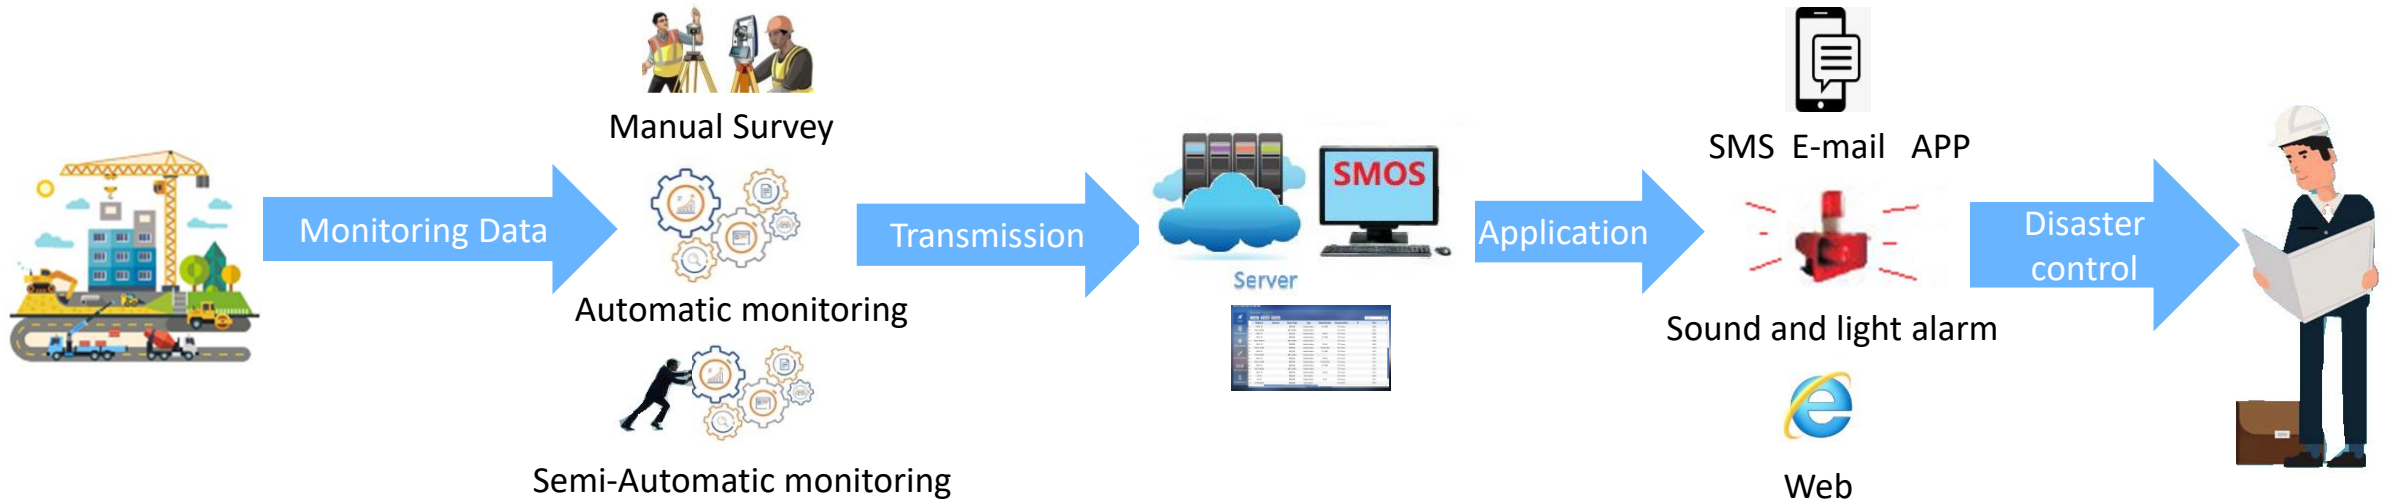 Monitoring Data
Manual Survey
Automatic monitoring
Semi-Automatic monitoring
Transmission
SMOS
Server
Application
SMS E-mail APP
Sound and light alarm
Web
Disaster
control